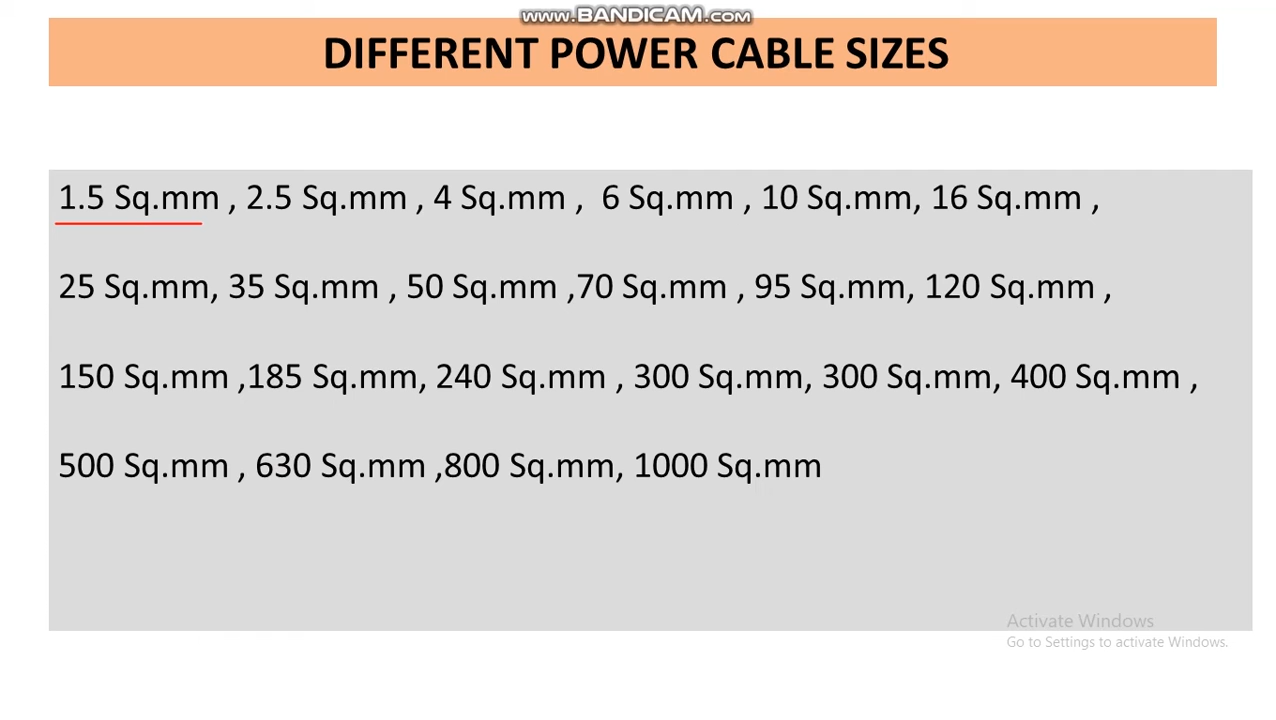 www.BANDICAM.com
DIFFERENT POWER CABLE SIZES
1.5 Sq.mm , 2.5 Sq.mm , 4 Sq.mm , 6 Sq.mm , 10 Sq.mm, 16 Sq.mm ,
25 Sq.mm, 35 Sq.mm , 50 Sq.mm ,70 Sq.mm , 95 Sq.mm, 120 Sq.mm ,
150 Sq.mm ,185 Sq.mm, 240 Sq.mm , 300 Sq.mm, 300 Sq.mm, 400 Sq.mm ,
500 Sq.mm , 630 Sq.mm ,800 Sq.mm, 1000 Sq.mm
Activate Windows
Go to Settings to activate Windows.